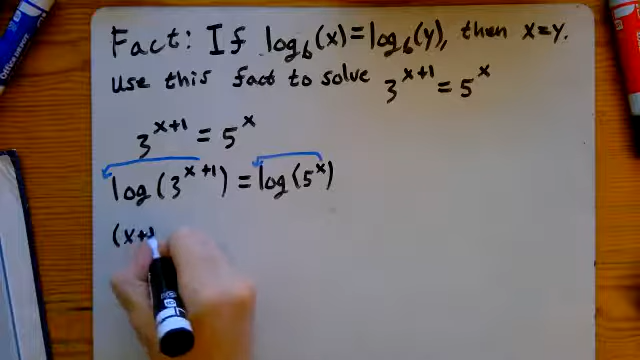 Fact: If log_b(x)=log_b(y), then x=y.
Use this fact to solve 3^{x+1} = 5^x
3^{x+1} = 5^x
log(3^{x+1}) = log(5^x)
(x+1